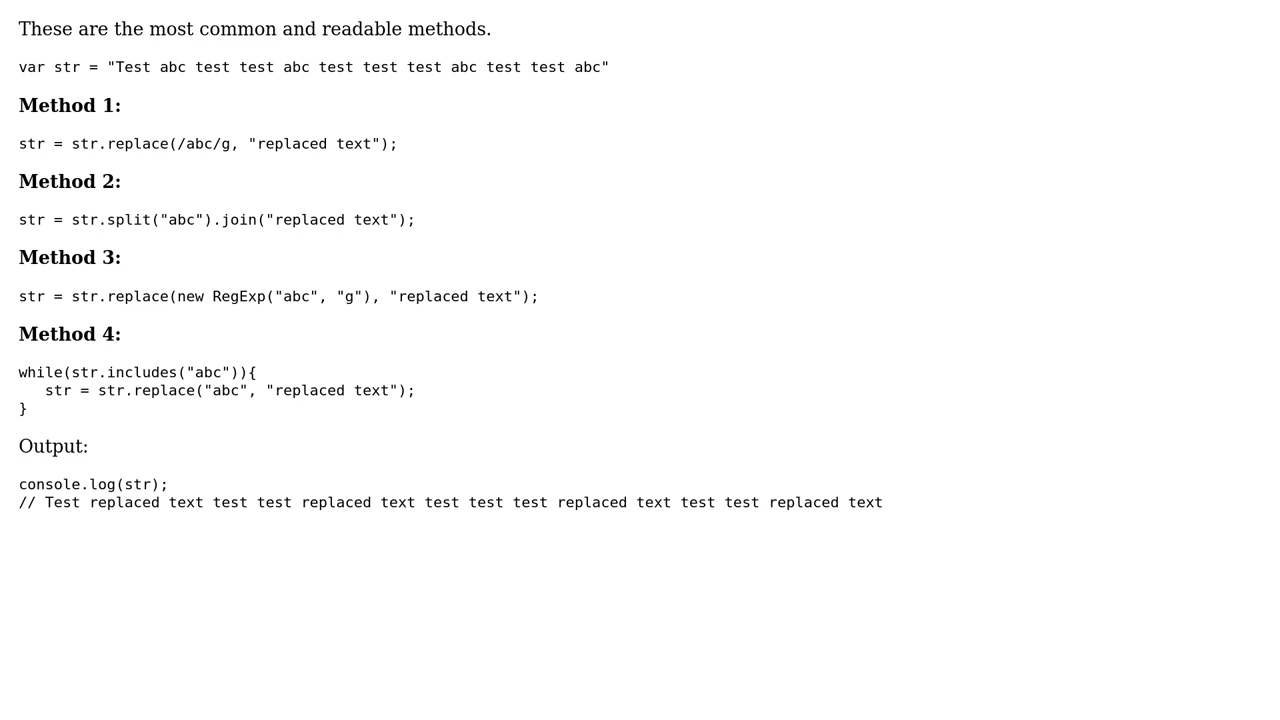 These are the most common and readable methods.
var str = "Test abc test test abc test test test abc test test abc"
Method 1:
str = str.replace(/abc/g, "replaced text");
Method 2:
str = str.split("abc").join("replaced text");
Method 3:
str = str.replace(new RegExp("abc", "g"), "replaced text");
Method 4:
while(str.includes("abc")){
   str = str.replace("abc", "replaced text");
}
Output:
console.log(str);
// Test replaced text test test replaced text test test test replaced text test test replaced text